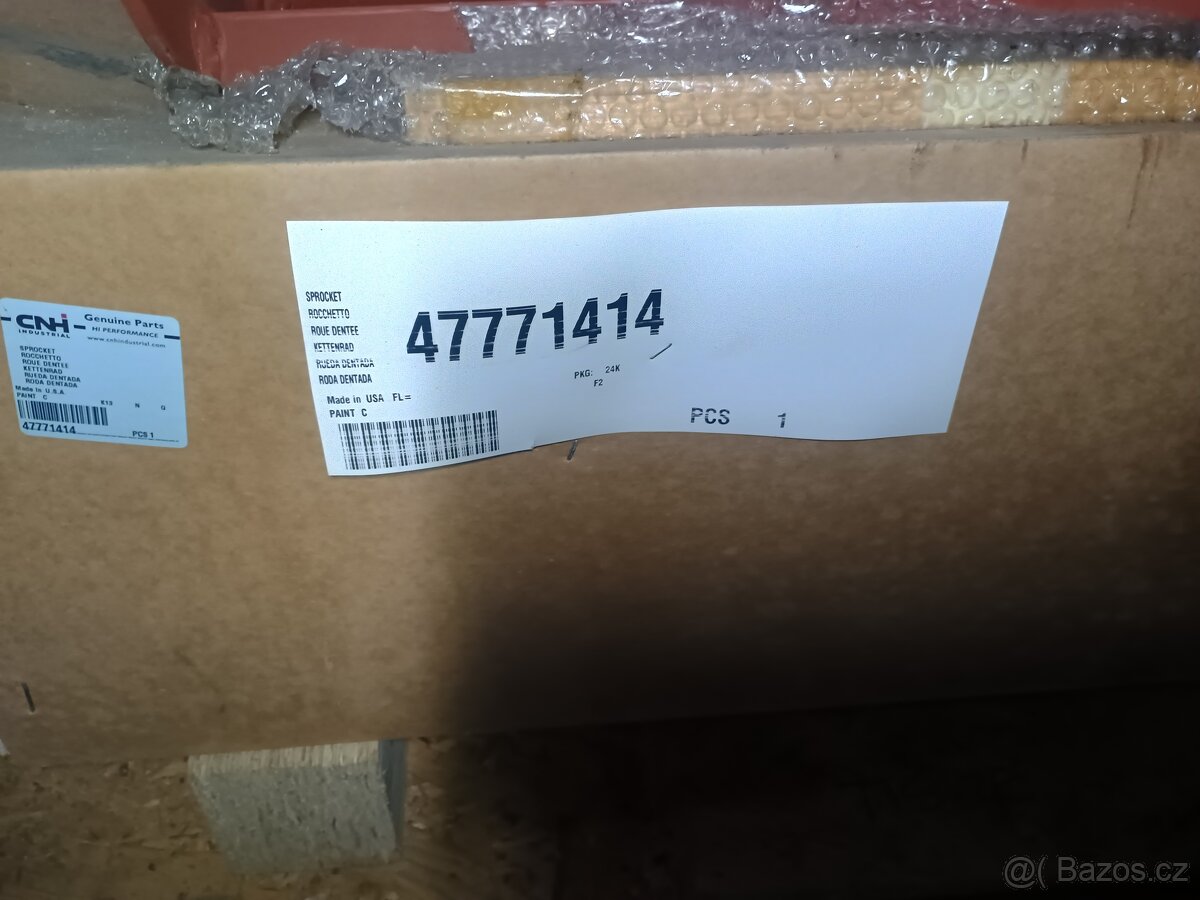 CNH
INDUSTRIAL
Genuine Parts
HI PERFORMANCE
www.cnhindustrial.com
SPROCKET
ROCCHETTO
ROUE DENTEE
KETTENRAD
RUEDA DENTADA
RODA DENTADA
Made in U.S.A.
PAINT C
K13 N G
47771414
PCS 1
SPROCKET
ROCCHETTO
ROUE DENTEE
KETTENRAD
RUEDA DENTADA
RODA DENTADA
47771414
PKG: 24K
F2
Made in USA FL=
PAINT C
PCS 1
@( Bazos.cz